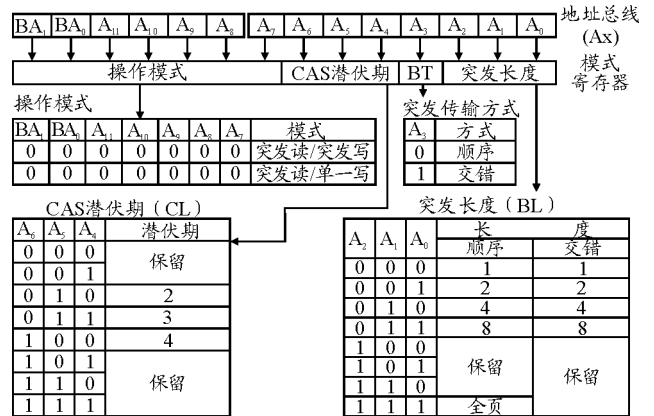 BA₁ BA₀ A₁₁ A₁₀ A₉ A₈ A₇ A₆ A₅ A₄ A₃ A₂ A₁ A₀ 地址总线
(Ax)
操作模式 CAS潜伏期 BT 突发长度 模式
寄存器
操作模式
BA₁ BA₀ A₁₁ A₁₀ A₉ A₈ A₇ 模式
0 0 0 0 0 0 0 突发读/突发写
0 0 0 0 0 0 0 突发读/单一写
突发传输方式
A₃ 方式
0 顺序
1 交错
CAS潜伏期(CL)
A₆ A₅ A₄ 潜伏期
0 0 0 保留
0 0 1
0 1 0 2
0 1 1 3
1 0 0 4
1 0 1 保留
1 1 0
1 1 1
突发长度(BL)
A₂ A₁ A₀ 长 度
顺序 交错
0 0 0 1 1
0 0 1 2 2
0 1 0 4 4
0 1 1 8 8
1 0 0 保留 保留
1 0 1
1 1 0
1 1 1 全页